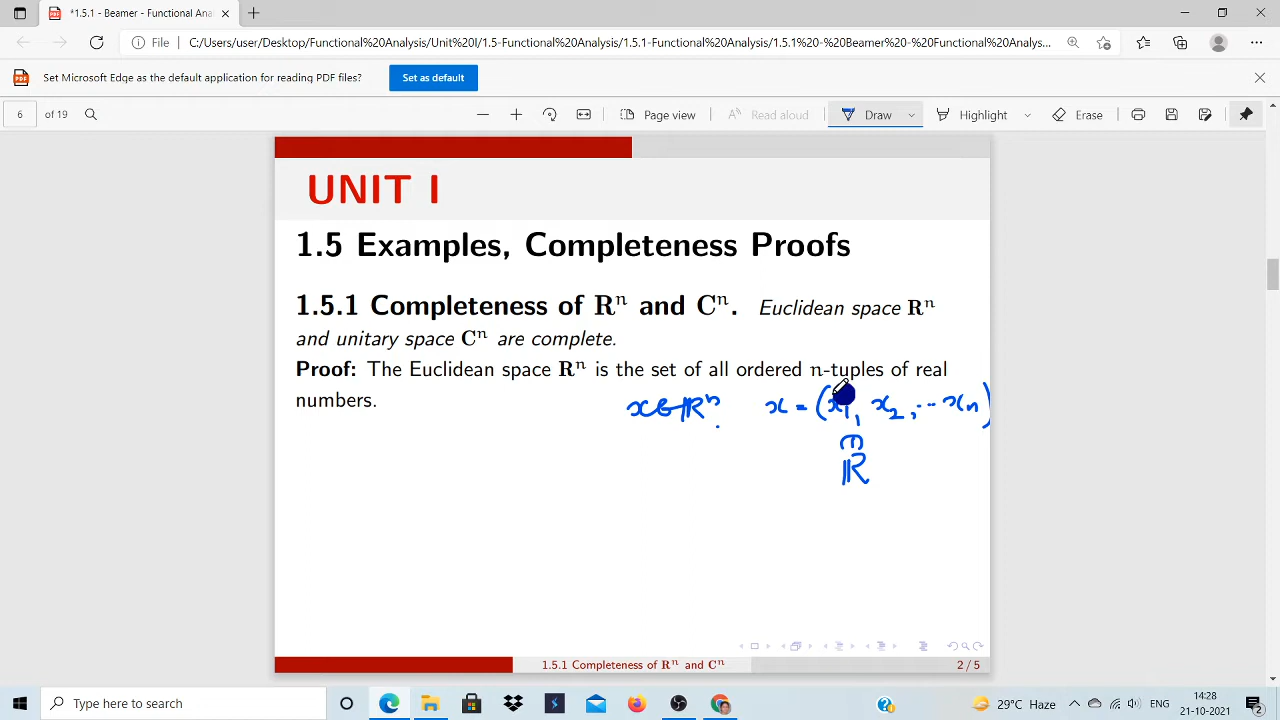 *1.5.1 - Beamer - Functional Ana
File C:/Users/user/Desktop/Functional%20Analysis/Unit%20I/1.5-Functional%20Analysis/1.5.1-Functional%20Analysis/1.5.1%20-%20Beamer%20-%20Functional%20Analys...
Set Microsoft Edge as the default application for reading PDF files? Set as default
6 of 19 Page view Read aloud Draw Highlight Erase
UNIT I
1.5 Examples, Completeness Proofs
1.5.1 Completeness of Rⁿ and Cⁿ. Euclidean space Rⁿ
and unitary space Cⁿ are complete.
Proof: The Euclidean space Rⁿ is the set of all ordered n-tuples of real
numbers. x∈ℝⁿ x = (x₁, x₂, ... xₙ)
ℝ
1.5.1 Completeness of Rⁿ and Cⁿ 2 / 5
Type here to search 29°C Haze ENG 14:28
21-10-2021 2